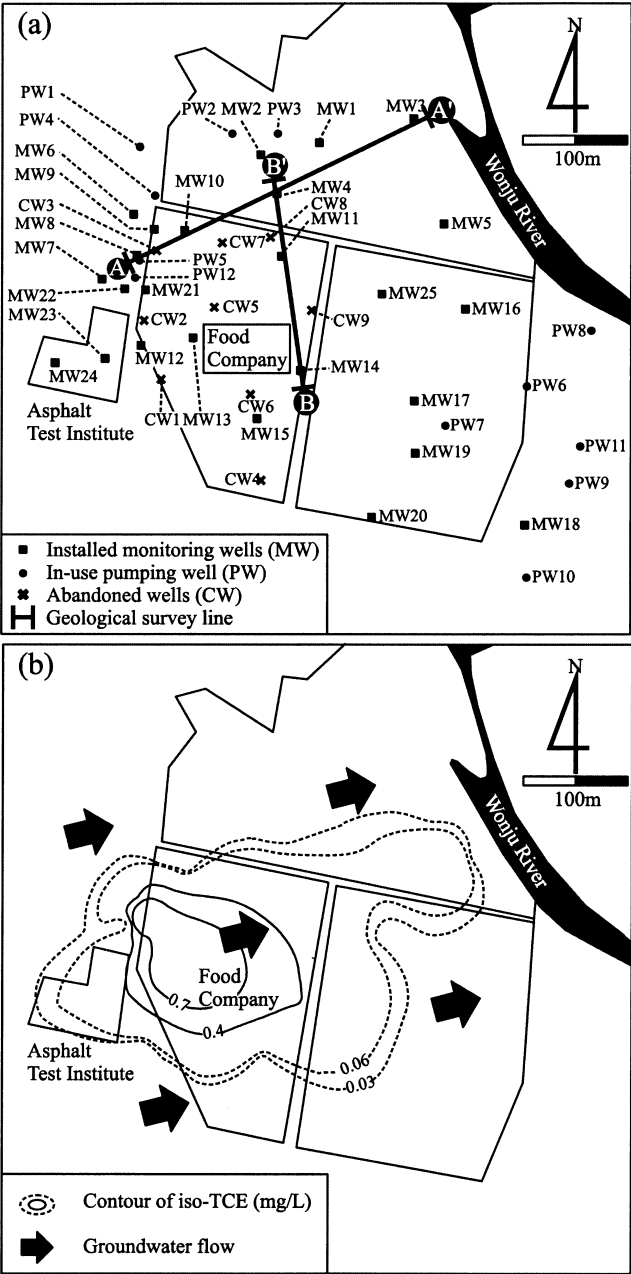 (a)
N
100m
Wonju River
PW1
PW4
MW6
MW9
CW3
MW8
MW7
MW22
MW23
PW2
MW2
PW3
MW1
MW3
A'
B'
MW10
MW4
CW8
MW11
MW5
CW7
A
PW5
PW12
MW21
CW5
CW2
MW25
MW16
CW9
PW8
Food
Company
MW12
MW24
MW14
PW6
Asphalt
Test Institute
CW1
MW13
CW6
MW15
B
MW17
PW7
PW11
MW19
PW9
CW4
MW20
MW18
PW10
Installed monitoring wells (MW)
In-use pumping well (PW)
Abandoned wells (CW)
Geological survey line
(b)
N
100m
Wonju River
Food
Company
0.7
0.4
Asphalt
Test Institute
0.06
0.03
Contour of iso-TCE (mg/L)
Groundwater flow